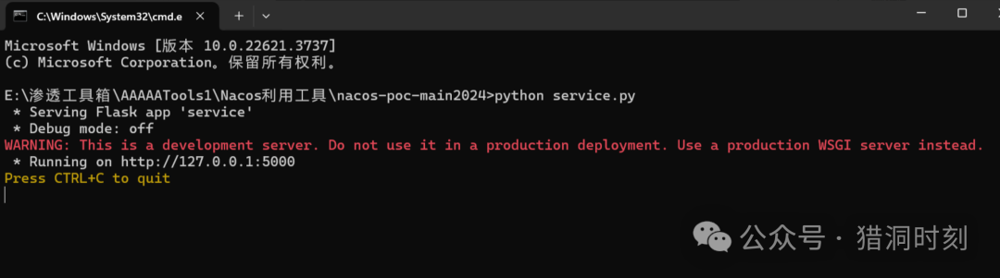 C:\Windows\System32\cmd.e
Microsoft Windows [版本 10.0.22621.3737]
(c) Microsoft Corporation。保留所有权利。
E:\渗透工具箱\AAAAATools1\Nacos利用工具\nacos-poc-main2024>python service.py
* Serving Flask app 'service'
* Debug mode: off
WARNING: This is a development server. Do not use it in a production deployment. Use a production WSGI server instead.
* Running on http://127.0.0.1:5000
Press CTRL+C to quit
公众号 · 猎洞时刻